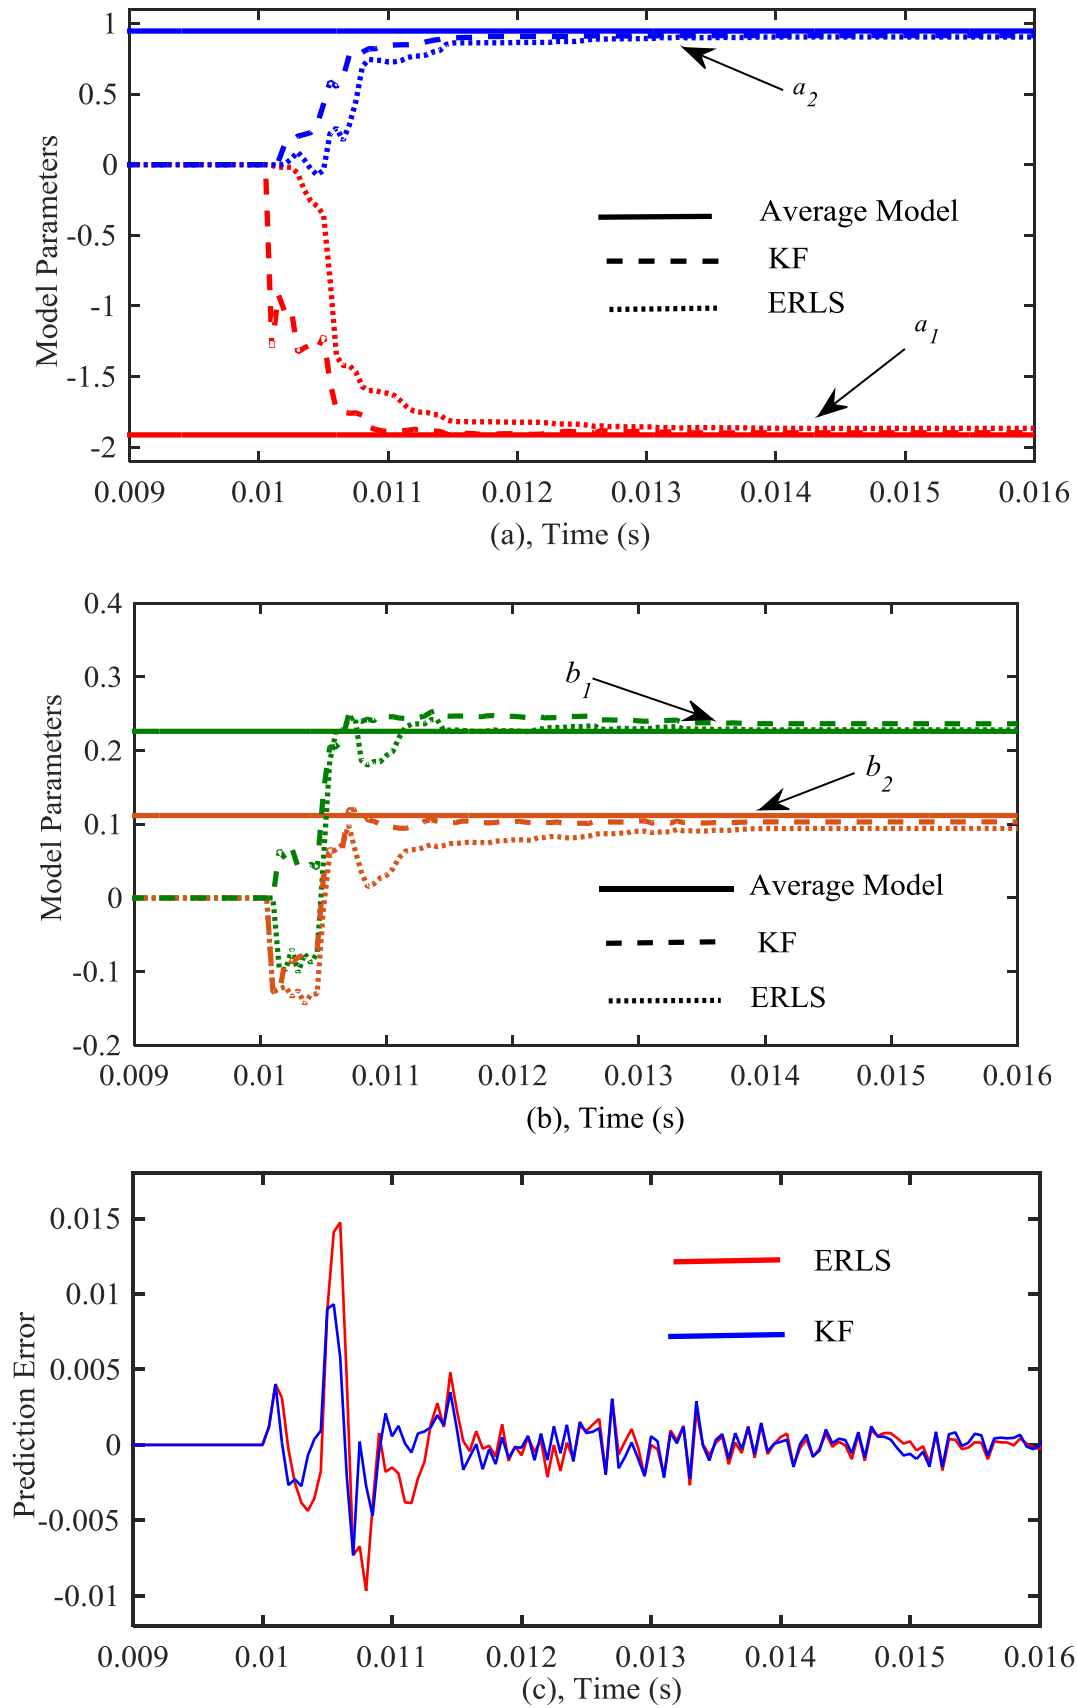 1
0.5
0
-0.5
-1
-1.5
-2
Model Parameters
a2
Average Model
KF
ERLS
a1
0.009 0.01 0.011 0.012 0.013 0.014 0.015 0.016
(a), Time (s)
0.4
0.3
0.2
0.1
0
-0.1
-0.2
Model Parameters
b1
b2
Average Model
KF
ERLS
0.009 0.01 0.011 0.012 0.013 0.014 0.015 0.016
(b), Time (s)
0.015
0.01
0.005
0
-0.005
-0.01
Prediction Error
ERLS
KF
0.009 0.01 0.011 0.012 0.013 0.014 0.015 0.016
(c), Time (s)